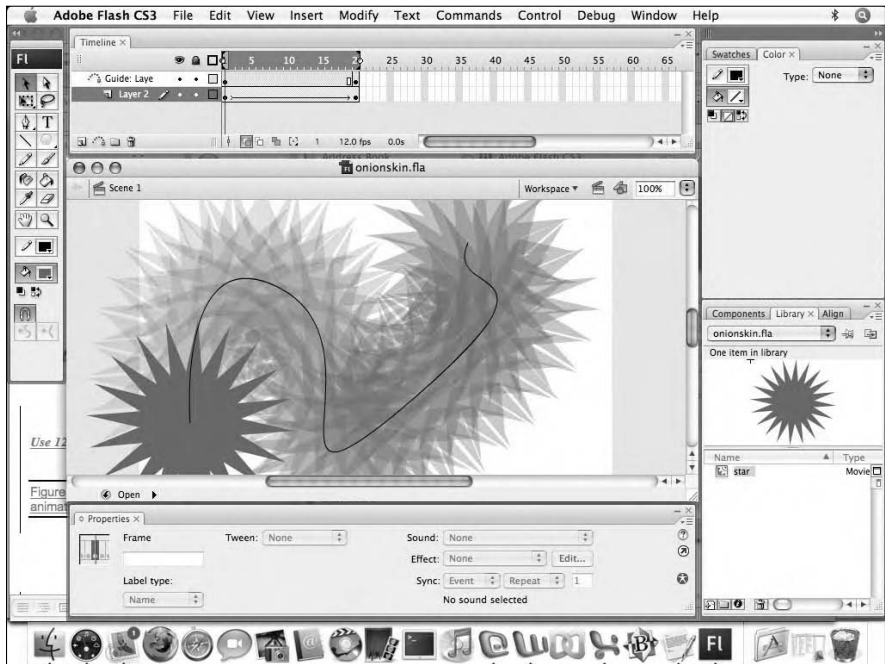 Adobe Flash CS3 File Edit View Insert Modify Text Commands Control Debug Window Help
Timeline ×
5 10 15 20 25 30 35 40 45 50 55 60 65
Guide: Laye
Layer 2
1 12.0 fps 0.0s
Fl
T
onionskin.fla
Scene 1
Workspace
100%
Open
Properties ×
Frame
Tween: None
Sound: None
Effect: None Edit...
Label type:
Name
Sync: Event Repeat 1
No sound selected
Swatches Color ×
Type: None
Components Library × Align
onionskin.fla
One item in library
Name Type
star Movie
Use 12
Figure
animat
Fl